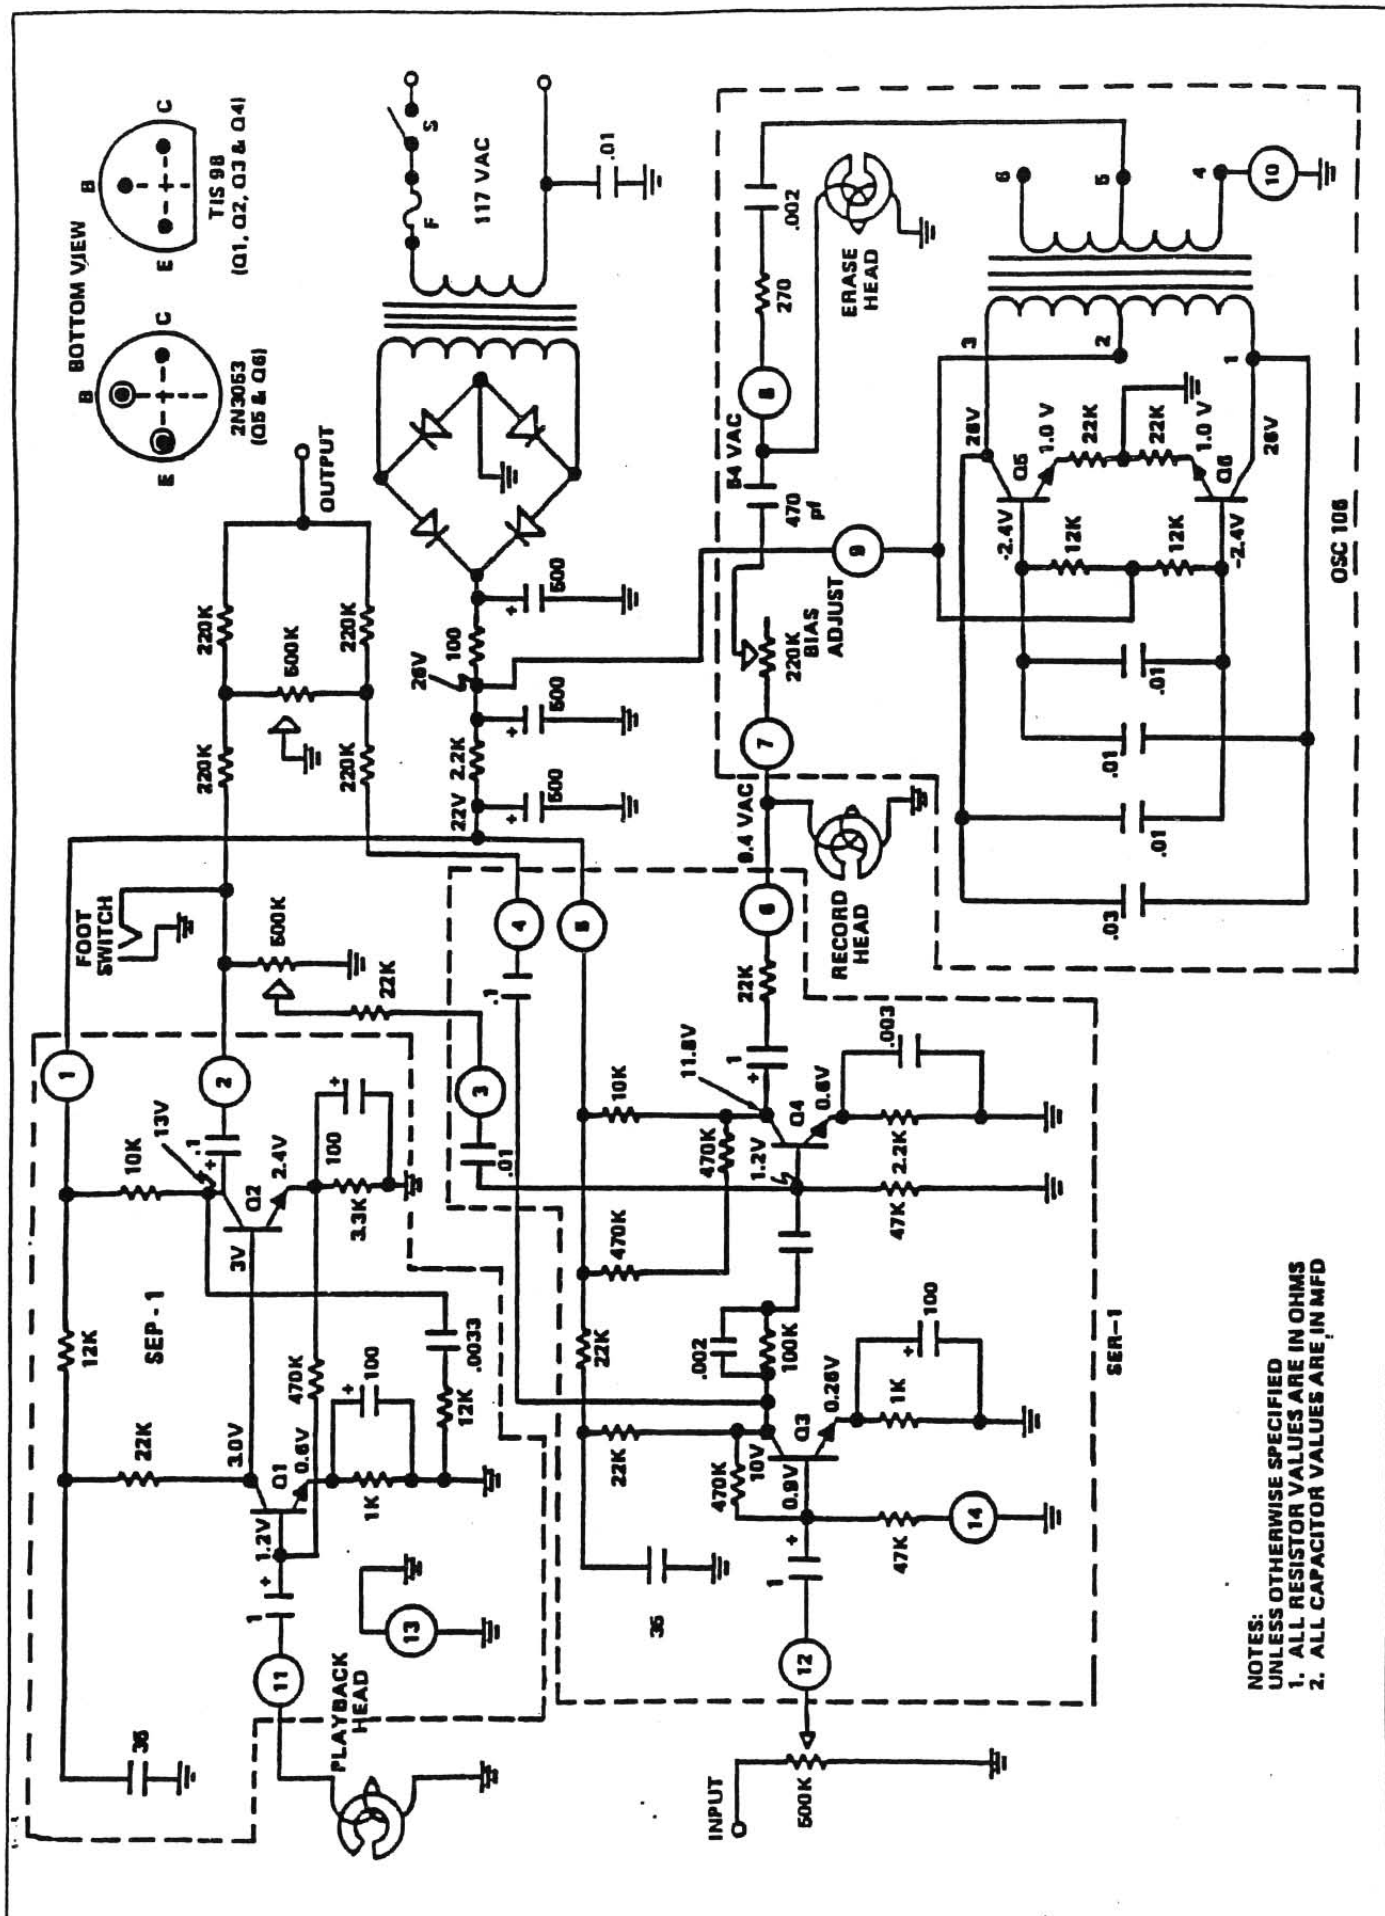 BOTTOM VIEW
B
E
C
2N3053
(Q5 & Q6)
B
E
C
TIS 98
(Q1, Q2, Q3 & Q4)
1
12K
10K
13V
.1
+
+
2
22K
SEP - 1
3V
Q2
2.4V
3.0V
Q1
0.6V
1.2V
470K
3.3K
100
+
1K
+
100
12K
.0033
1
+
11
13
36
PLAYBACK
HEAD
FOOT
SWITCH
500K
22K
220K
220K
500K
220K
220K
OUTPUT
22V
2.2K
26V
100
+
500
+
500
+
500
F
S
117 VAC
.01
3
.01
4
.1
5
22K
22K
470K
10K
470K
11.8V
1
+
22K
6
9.4 VAC
.002
100K
10V
Q3
0.9V
0.26V
470K
1.2V
Q4
0.6V
1K
+
100
47K
2.2K
.003
47K
14
36
1
+
12
INPUT
500K
SER-1
RECORD
HEAD
7
220K
BIAS
ADJUST
54 VAC
470
pf
8
270
.002
ERASE
HEAD
9
26V
Q5
-2.4V
1.0 V
22K
22K
12K
12K
1.0 V
Q6
-2.4V
26V
.03
.01
.01
.01
3
2
1
6
5
4
10
OSC 106
NOTES:
UNLESS OTHERWISE SPECIFIED
1. ALL RESISTOR VALUES ARE IN OHMS
2. ALL CAPACITOR VALUES ARE IN MFD